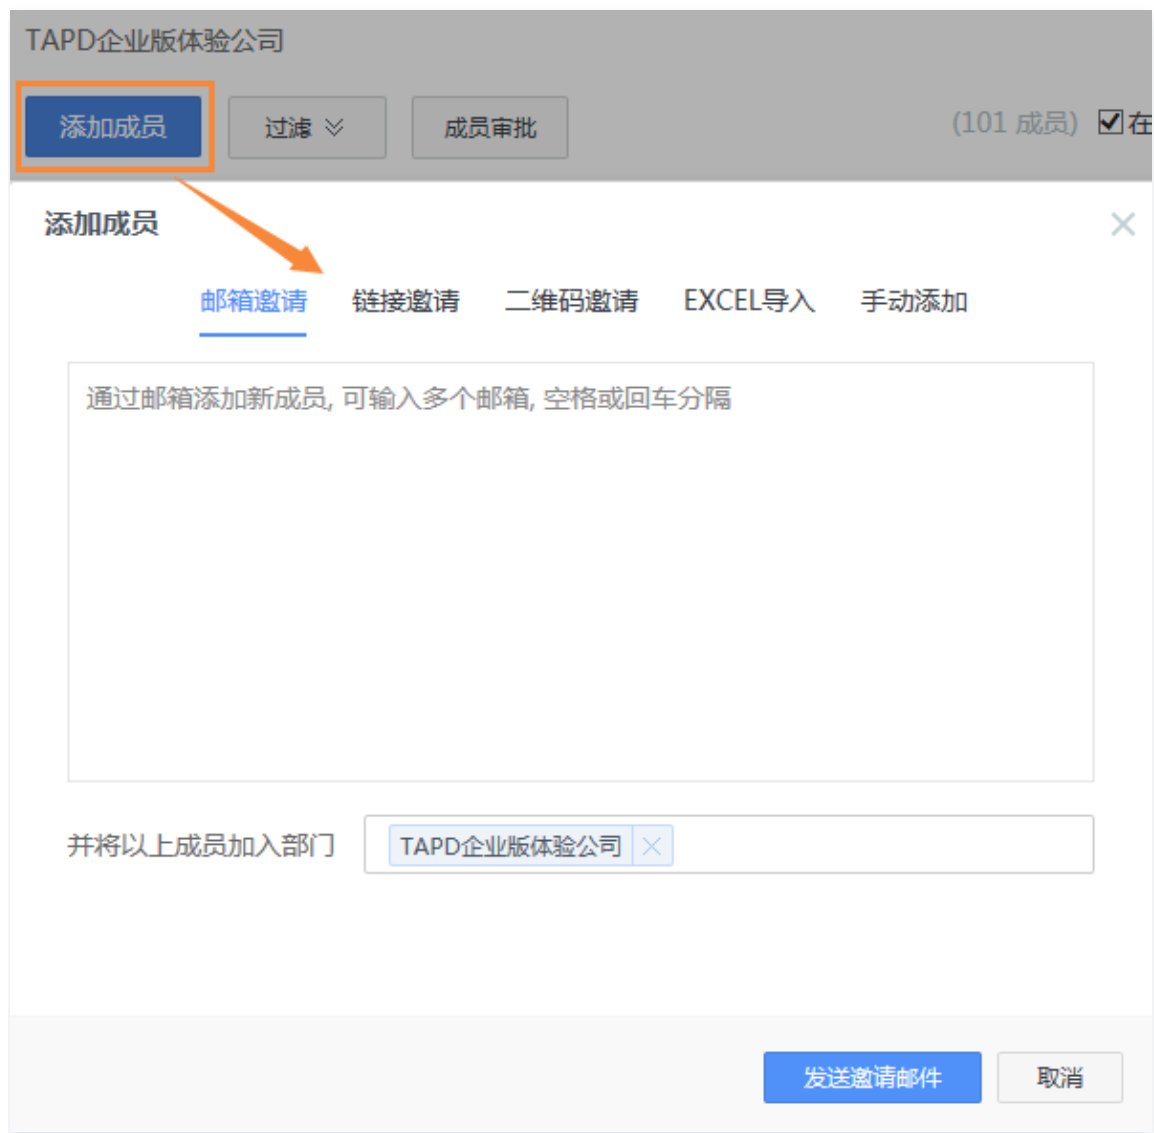 TAPD企业版体验公司
添加成员 过滤 成员审批 (101 成员) 在
添加成员
邮箱邀请 链接邀请 二维码邀请 EXCEL导入 手动添加
通过邮箱添加新成员, 可输入多个邮箱, 空格或回车分隔
并将以上成员加入部门 TAPD企业版体验公司
发送邀请邮件 取消